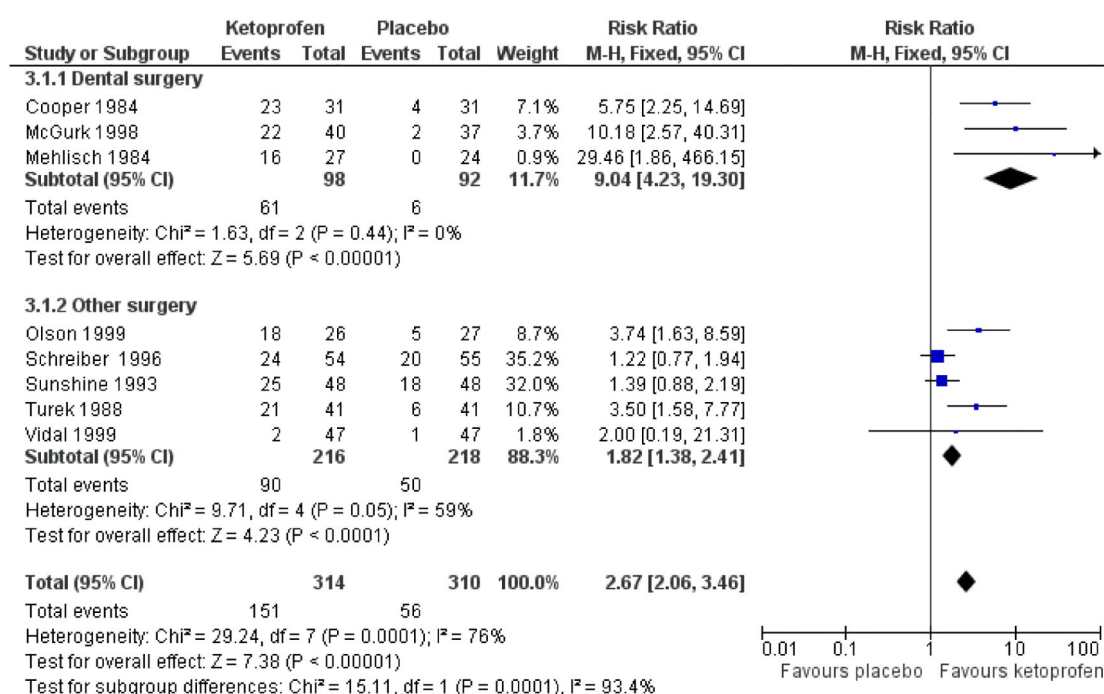 Ketoprofen Placebo Risk Ratio Risk Ratio
Study or Subgroup Events Total Events Total Weight M-H, Fixed, 95% CI M-H, Fixed, 95% CI
3.1.1 Dental surgery
Cooper 1984 23 31 4 31 7.1% 5.75 [2.25, 14.69]
McGurk 1998 22 40 2 37 3.7% 10.18 [2.57, 40.31]
Mehlisch 1984 16 27 0 24 0.9% 29.46 [1.86, 466.15]
Subtotal (95% CI) 98 92 11.7% 9.04 [4.23, 19.30]
Total events 61 6
Heterogeneity: Chi² = 1.63, df = 2 (P = 0.44); I² = 0%
Test for overall effect: Z = 5.69 (P < 0.00001)
3.1.2 Other surgery
Olson 1999 18 26 5 27 8.7% 3.74 [1.63, 8.59]
Schreiber 1996 24 54 20 55 35.2% 1.22 [0.77, 1.94]
Sunshine 1993 25 48 18 48 32.0% 1.39 [0.88, 2.19]
Turek 1988 21 41 6 41 10.7% 3.50 [1.58, 7.77]
Vidal 1999 2 47 1 47 1.8% 2.00 [0.19, 21.31]
Subtotal (95% CI) 216 218 88.3% 1.82 [1.38, 2.41]
Total events 90 50
Heterogeneity: Chi² = 9.71, df = 4 (P = 0.05); I² = 59%
Test for overall effect: Z = 4.23 (P < 0.0001)
Total (95% CI) 314 310 100.0% 2.67 [2.06, 3.46]
Total events 151 56
Heterogeneity: Chi² = 29.24, df = 7 (P = 0.0001); I² = 76%
Test for overall effect: Z = 7.38 (P < 0.00001)
Test for subgroup differences: Chi² = 15.11, df = 1 (P = 0.0001), I² = 93.4%
0.01 0.1 1 10 100
Favours placebo Favours ketoprofen